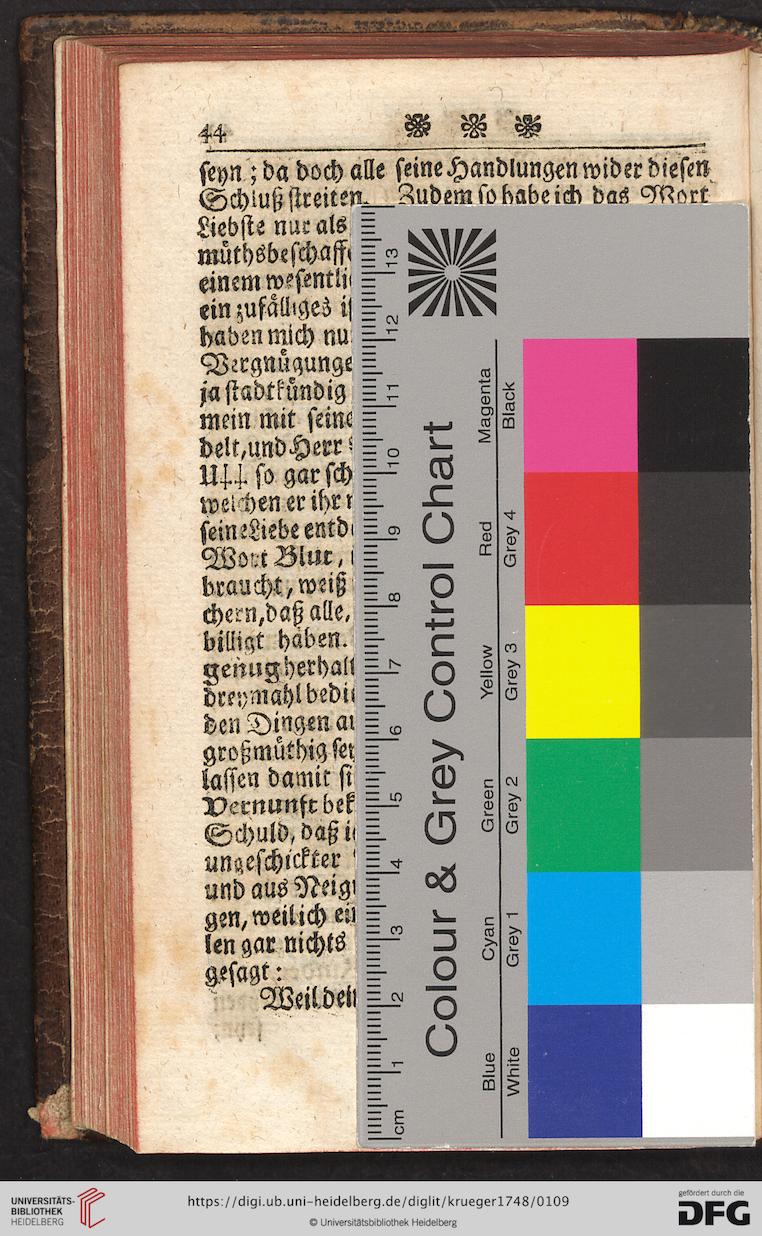 44
seyn; da doch alle seine Handlungen wider diesen
Schluß streiten. Zudem so habe ich das Wort
Liebste nur als
müthsbeschaff
einem wesentli
ein zufälliges i
haben mich nu
Vergnügunge
ja stadtkündig
mein mit seine
delt, und Herr
U‡‡. so gar sch
welchen er ihr
seine Liebe entd
Wort Blut,
braucht, weiß
chern, daß alle,
billigt haben.
genug herhalt
dreymahl bedi
den Dingen
großmüthig sey
lassen damit si
Vernunft bek
Schuld, daß i
ungeschickter
und aus Neig
gen, weil ich ei
len gar nichts
gesagt:
Weil dei
Colour & Grey Control Chart
cm 1 2 3 4 5 6 7 8 9 10 11 12 13
Blue Cyan Green Yellow Red Magenta
White Grey 1 Grey 2 Grey 3 Grey 4 Black
UNIVERSITÄTS-
BIBLIOTHEK
HEIDELBERG
https://digi.ub.uni-heidelberg.de/diglit/krueger1748/0109
© Universitätsbibliothek Heidelberg
gefördert durch die
DFG